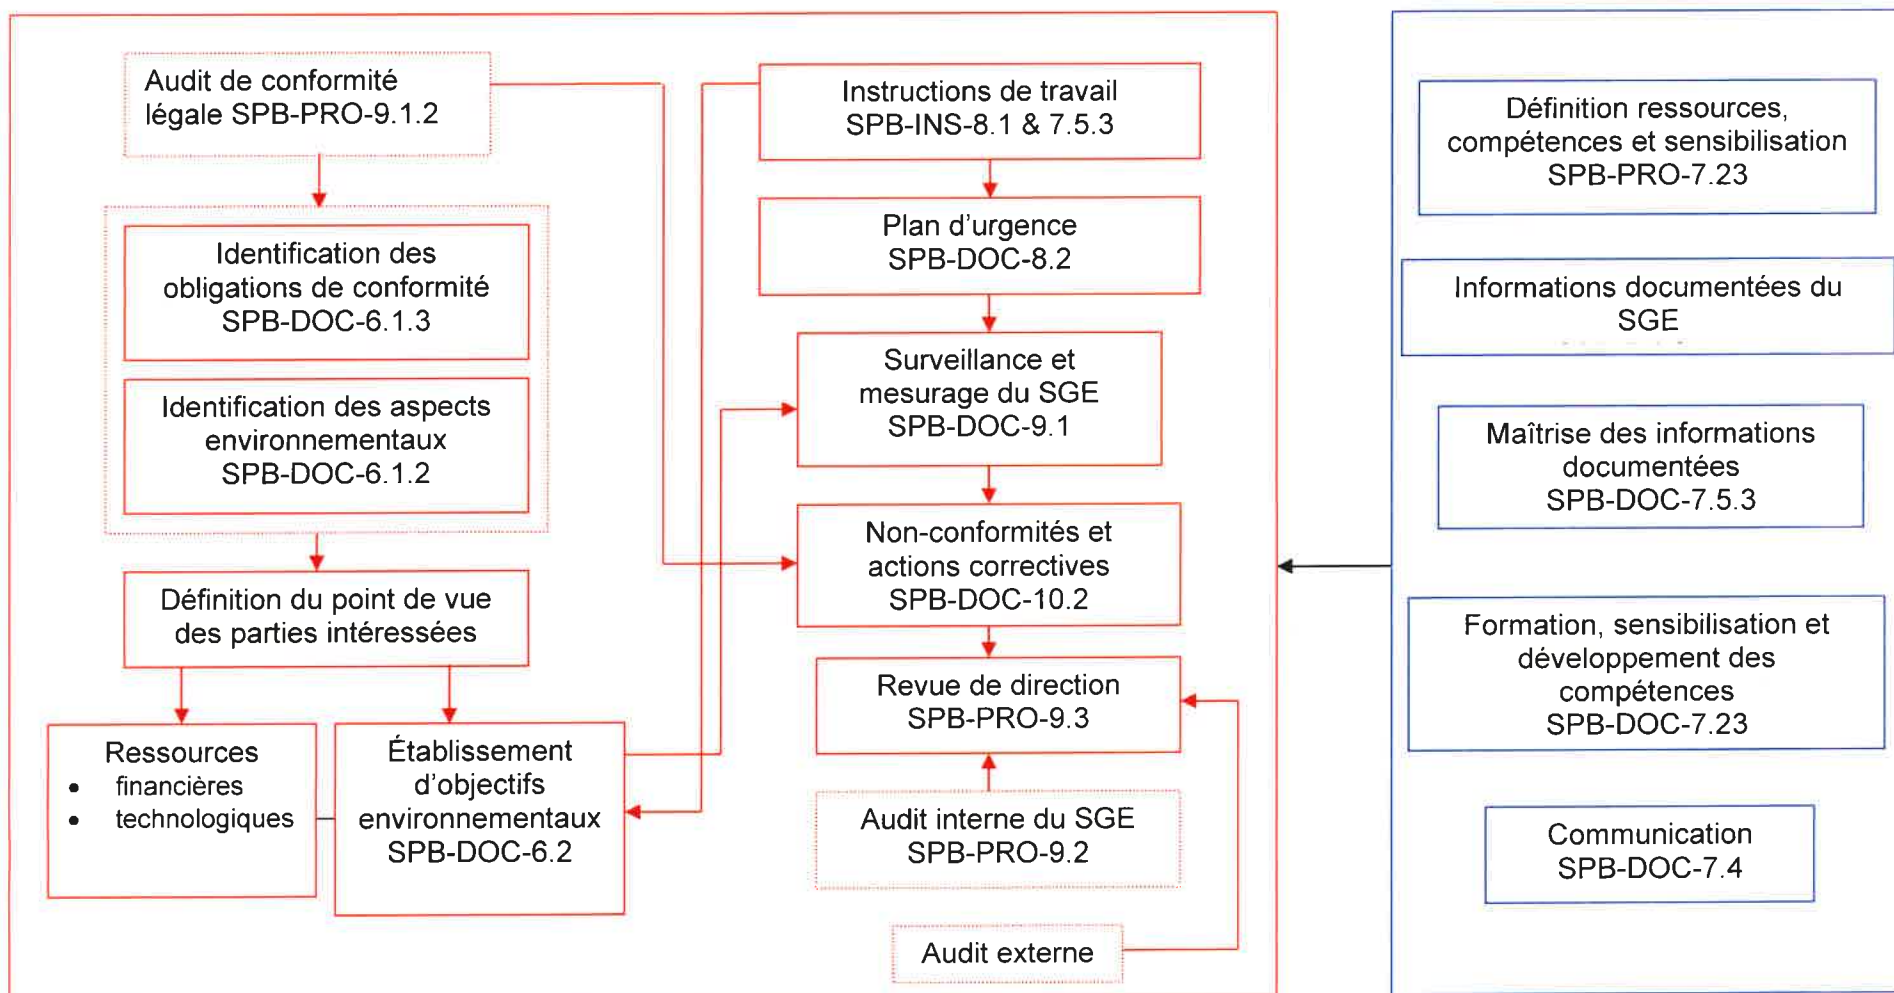 Audit de conformité
légale SPB-PRO-9.1.2
Identification des
obligations de conformité
SPB-DOC-6.1.3
Identification des aspects
environnementaux
SPB-DOC-6.1.2
Définition du point de vue
des parties intéressées
Ressources
• financières
• technologiques
Établissement
d’objectifs
environnementaux
SPB-DOC-6.2
Instructions de travail
SPB-INS-8.1 & 7.5.3
Plan d’urgence
SPB-DOC-8.2
Surveillance et
mesurage du SGE
SPB-DOC-9.1
Non-conformités et
actions correctives
SPB-DOC-10.2
Revue de direction
SPB-PRO-9.3
Audit interne du SGE
SPB-PRO-9.2
Audit externe
Définition ressources,
compétences et sensibilisation
SPB-PRO-7.23
Informations documentées du
SGE
Maîtrise des informations
documentées
SPB-DOC-7.5.3
Formation, sensibilisation et
développement des
compétences
SPB-DOC-7.23
Communication
SPB-DOC-7.4